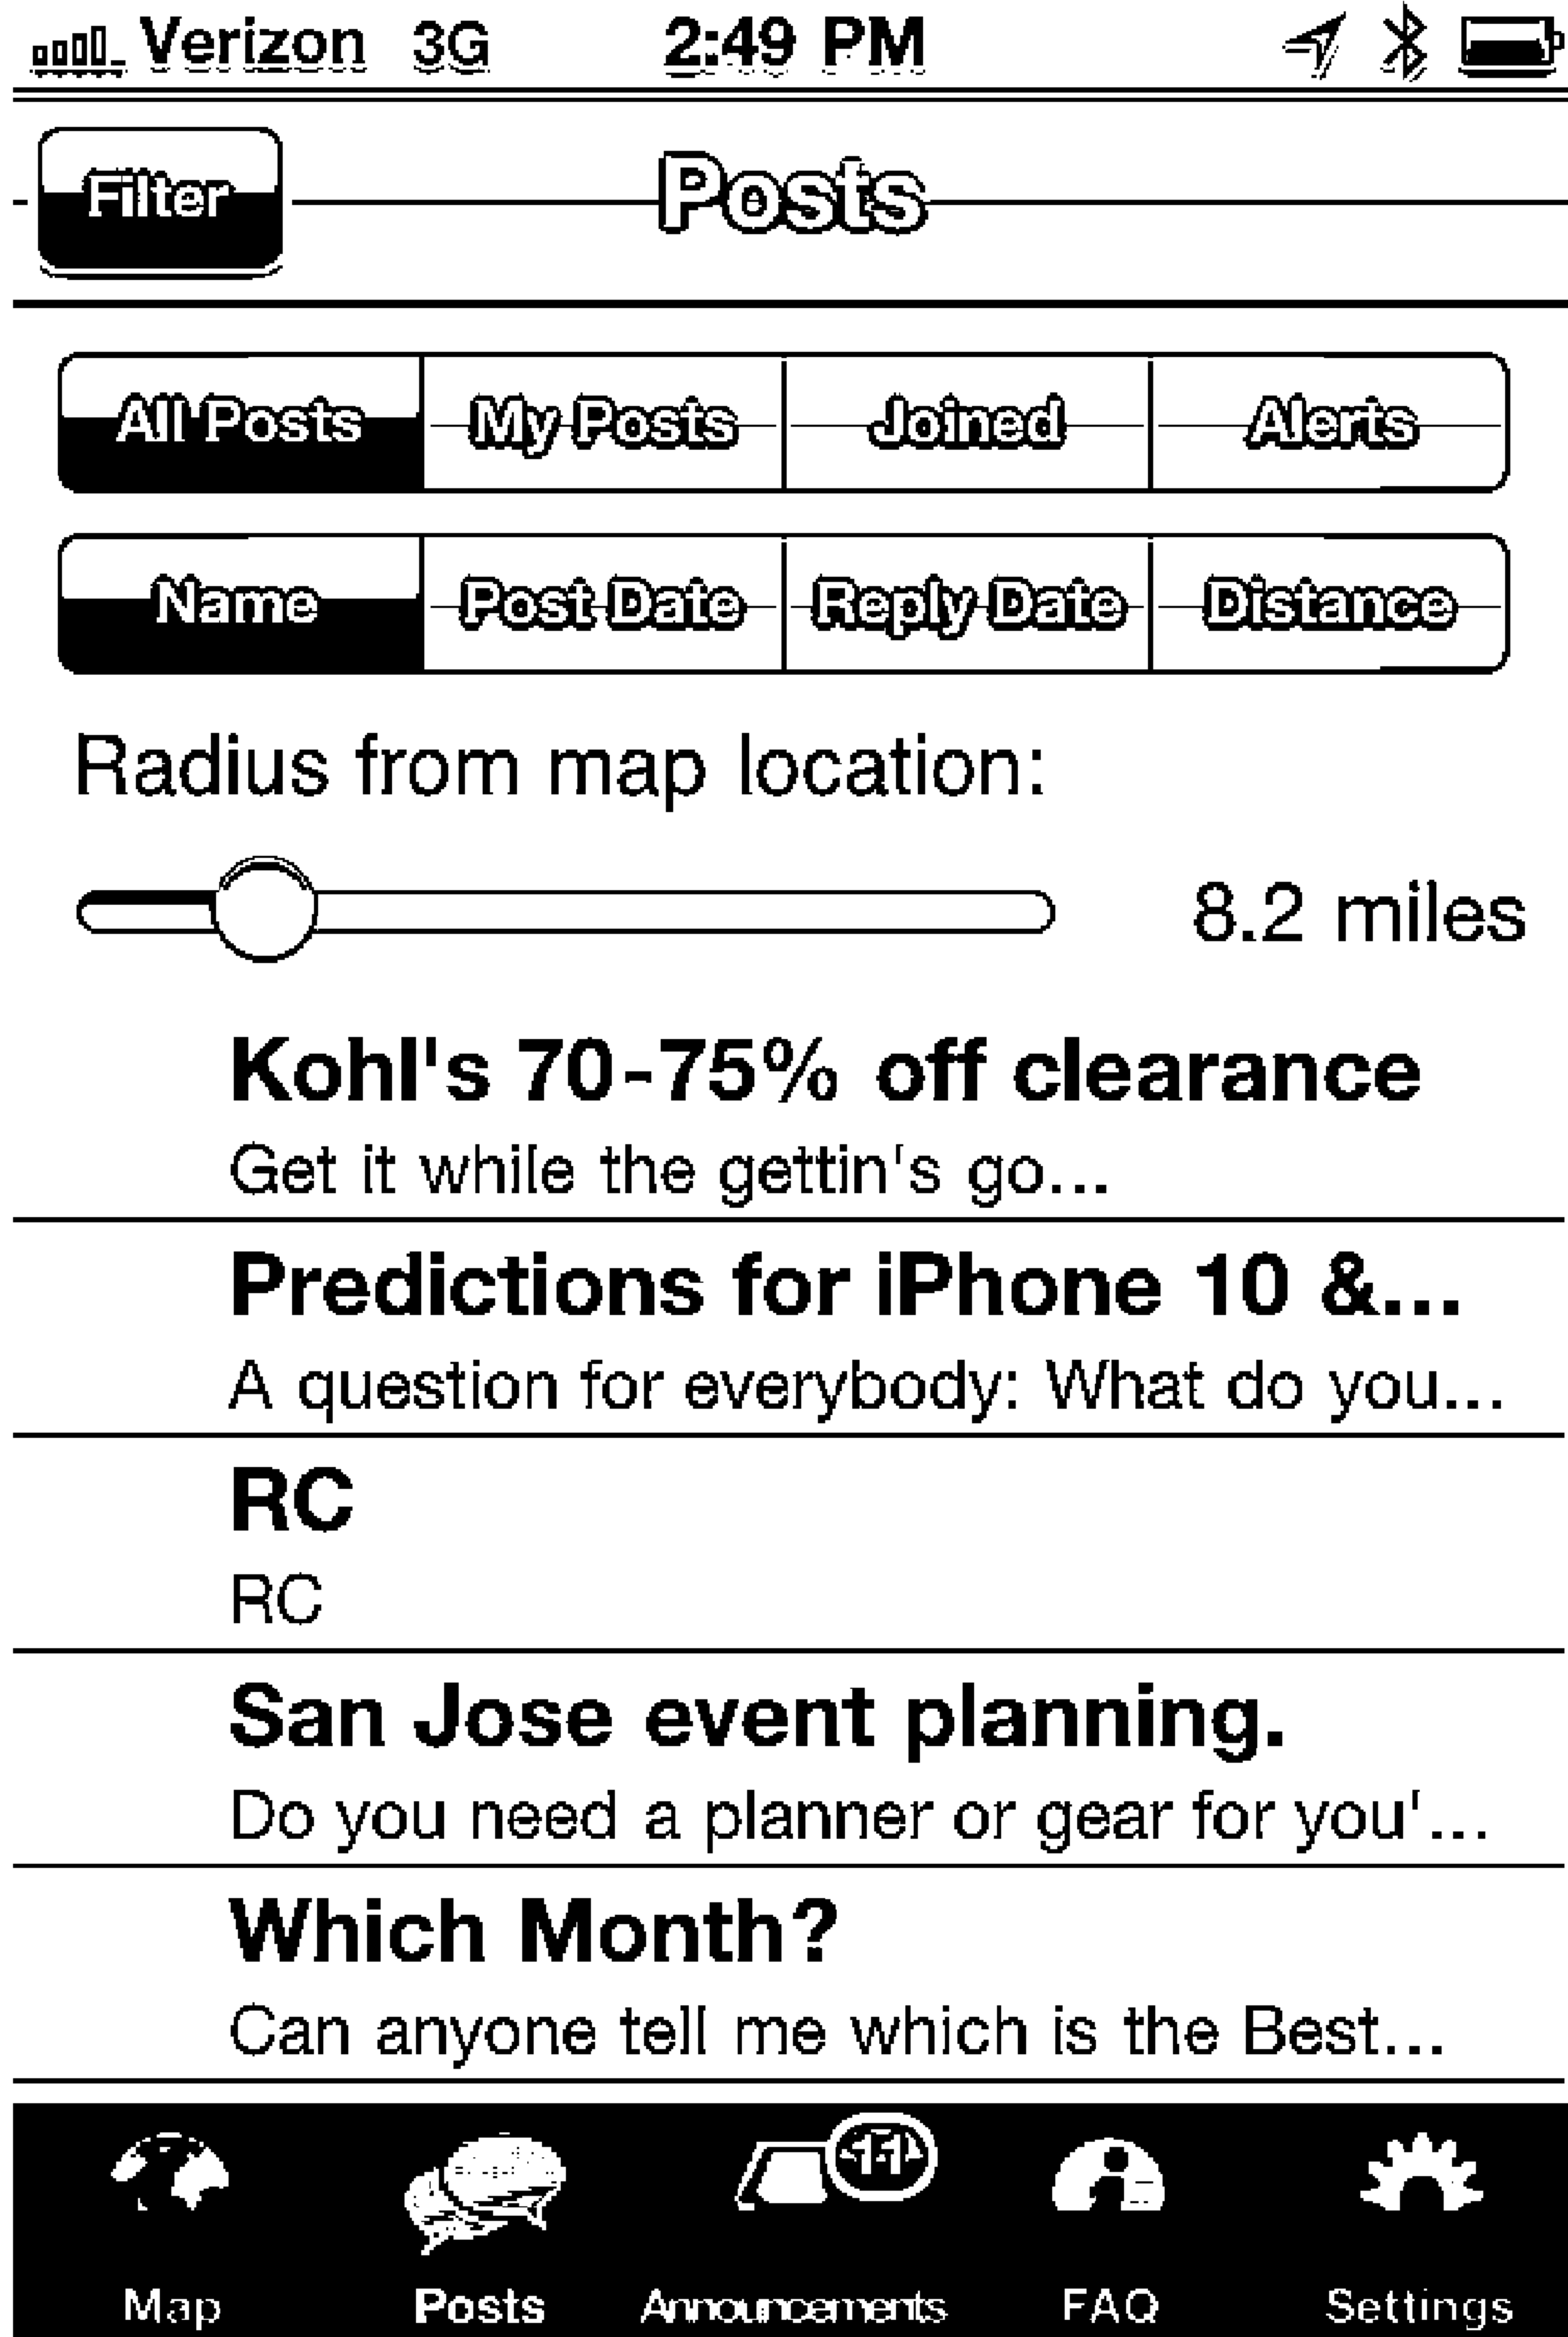 Verizon 3G 2:49 PM
Filter Posts
All Posts My Posts Joined Alerts
Name Post Date Reply Date Distance
Radius from map location:
8.2 miles
Kohl's 70-75% off clearance
Get it while the gettin's go...
Predictions for iPhone 10 &...
A question for everybody: What do you...
RC
RC
San Jose event planning.
Do you need a planner or gear for you'...
Which Month?
Can anyone tell me which is the Best...
11
Map Posts Announcements FAQ Settings